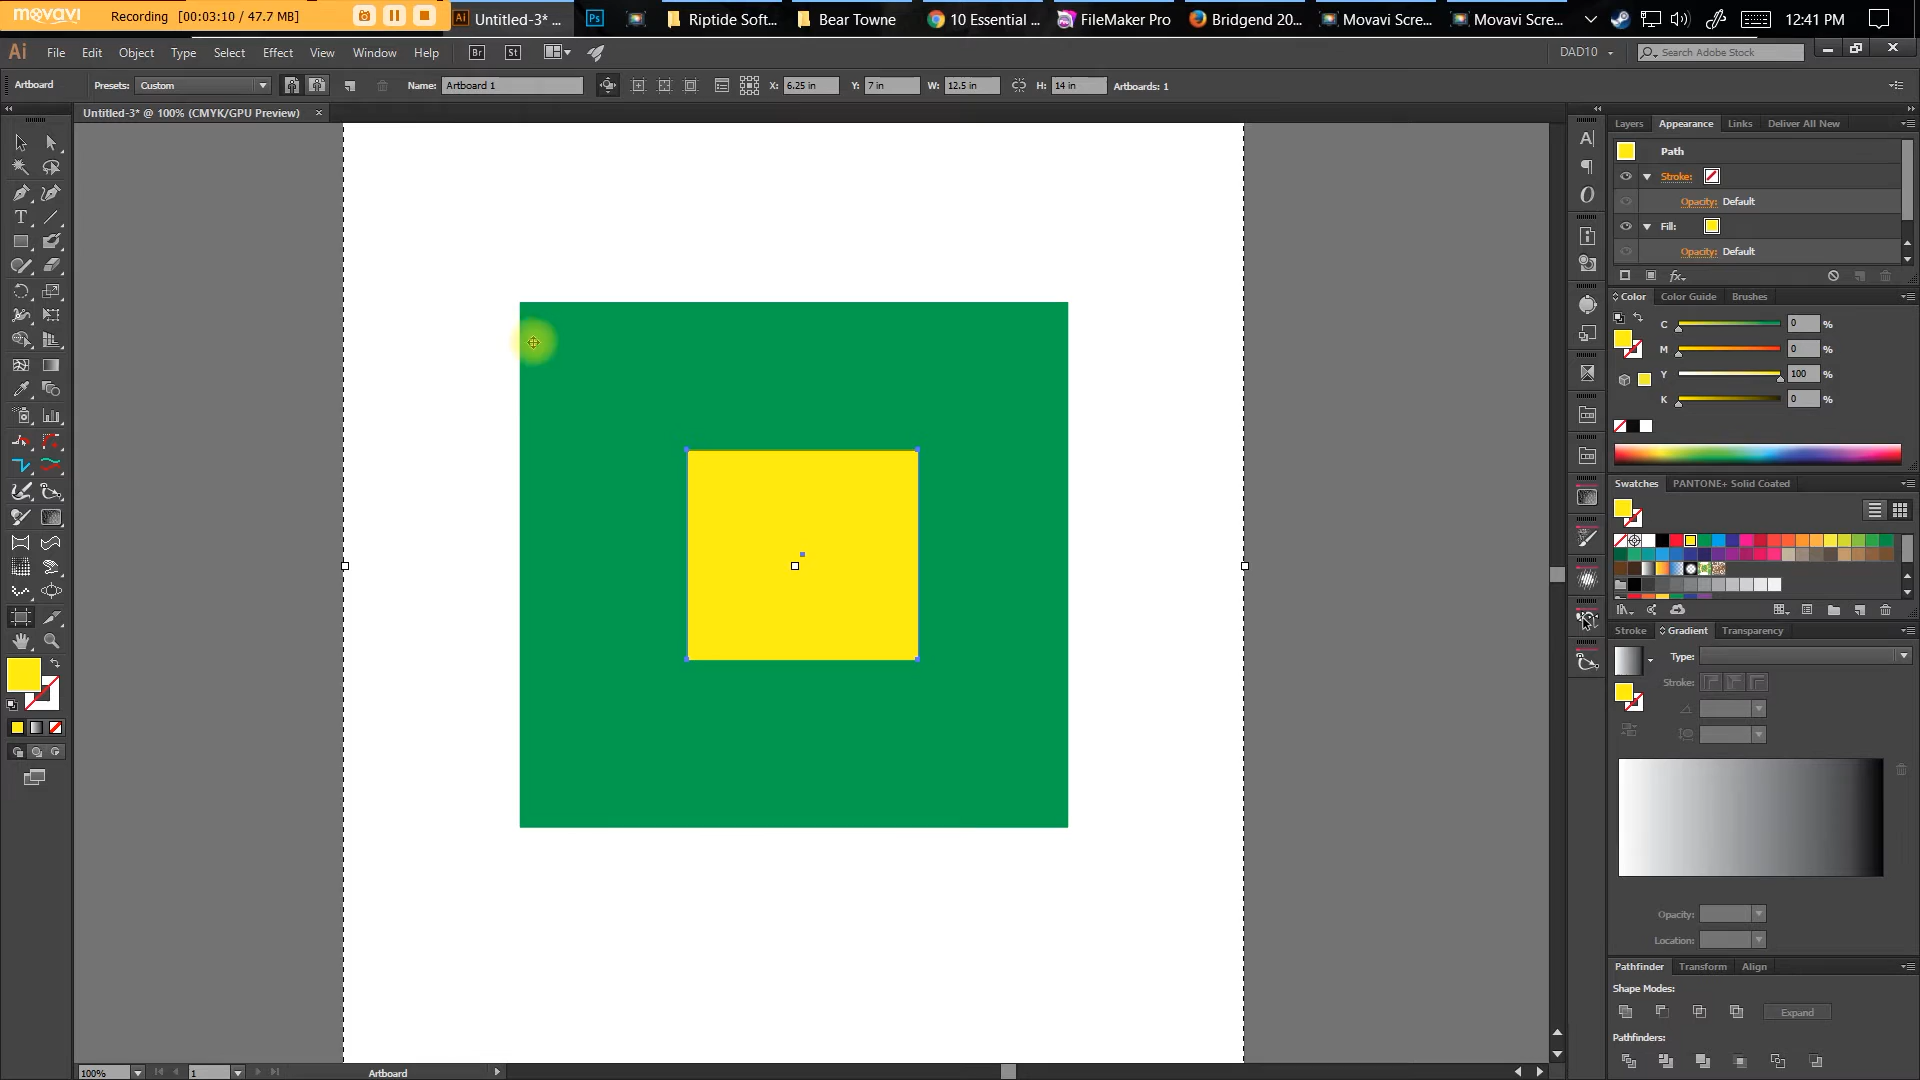 movavi Recording [00:03:10 / 47.7 MB] Ai Untitled-3* ... Ps Riptide Soft... Bear Towne 10 Essential ... FileMaker Pro Bridgend 20... Movavi Scre... Movavi Scre... 12:41 PM
Ai File Edit Object Type Select Effect View Window Help Br St DAD10 Search Adobe Stock
Artboard Presets: Custom Name: Artboard 1 X: 6.25 in Y: 7 in W: 12.5 in H: 14 in Artboards: 1
Untitled-3* @ 100% (CMYK/GPU Preview) ×
Layers Appearance Links Deliver All New
Path
Stroke:
Opacity: Default
Fill:
Opacity: Default
fx
Color Color Guide Brushes
C 0 %
M 0 %
Y 100 %
K 0 %
Swatches PANTONE+ Solid Coated
Stroke Gradient Transparency
Type:
Stroke:
Opacity:
Location:
Pathfinder Transform Align
Shape Modes:
Expand
Pathfinders:
100% 1 Artboard